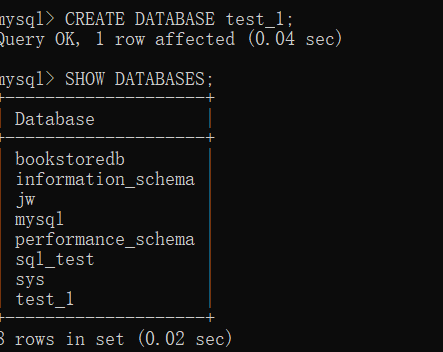 mysql> CREATE DATABASE test_1;
Query OK, 1 row affected (0.04 sec)
mysql> SHOW DATABASES;
+--------------------+
| Database           |
+--------------------+
| bookstoredb        |
| information_schema |
| jw                 |
| mysql              |
| performance_schema |
| sql_test           |
| sys                |
| test_1             |
+--------------------+
8 rows in set (0.02 sec)